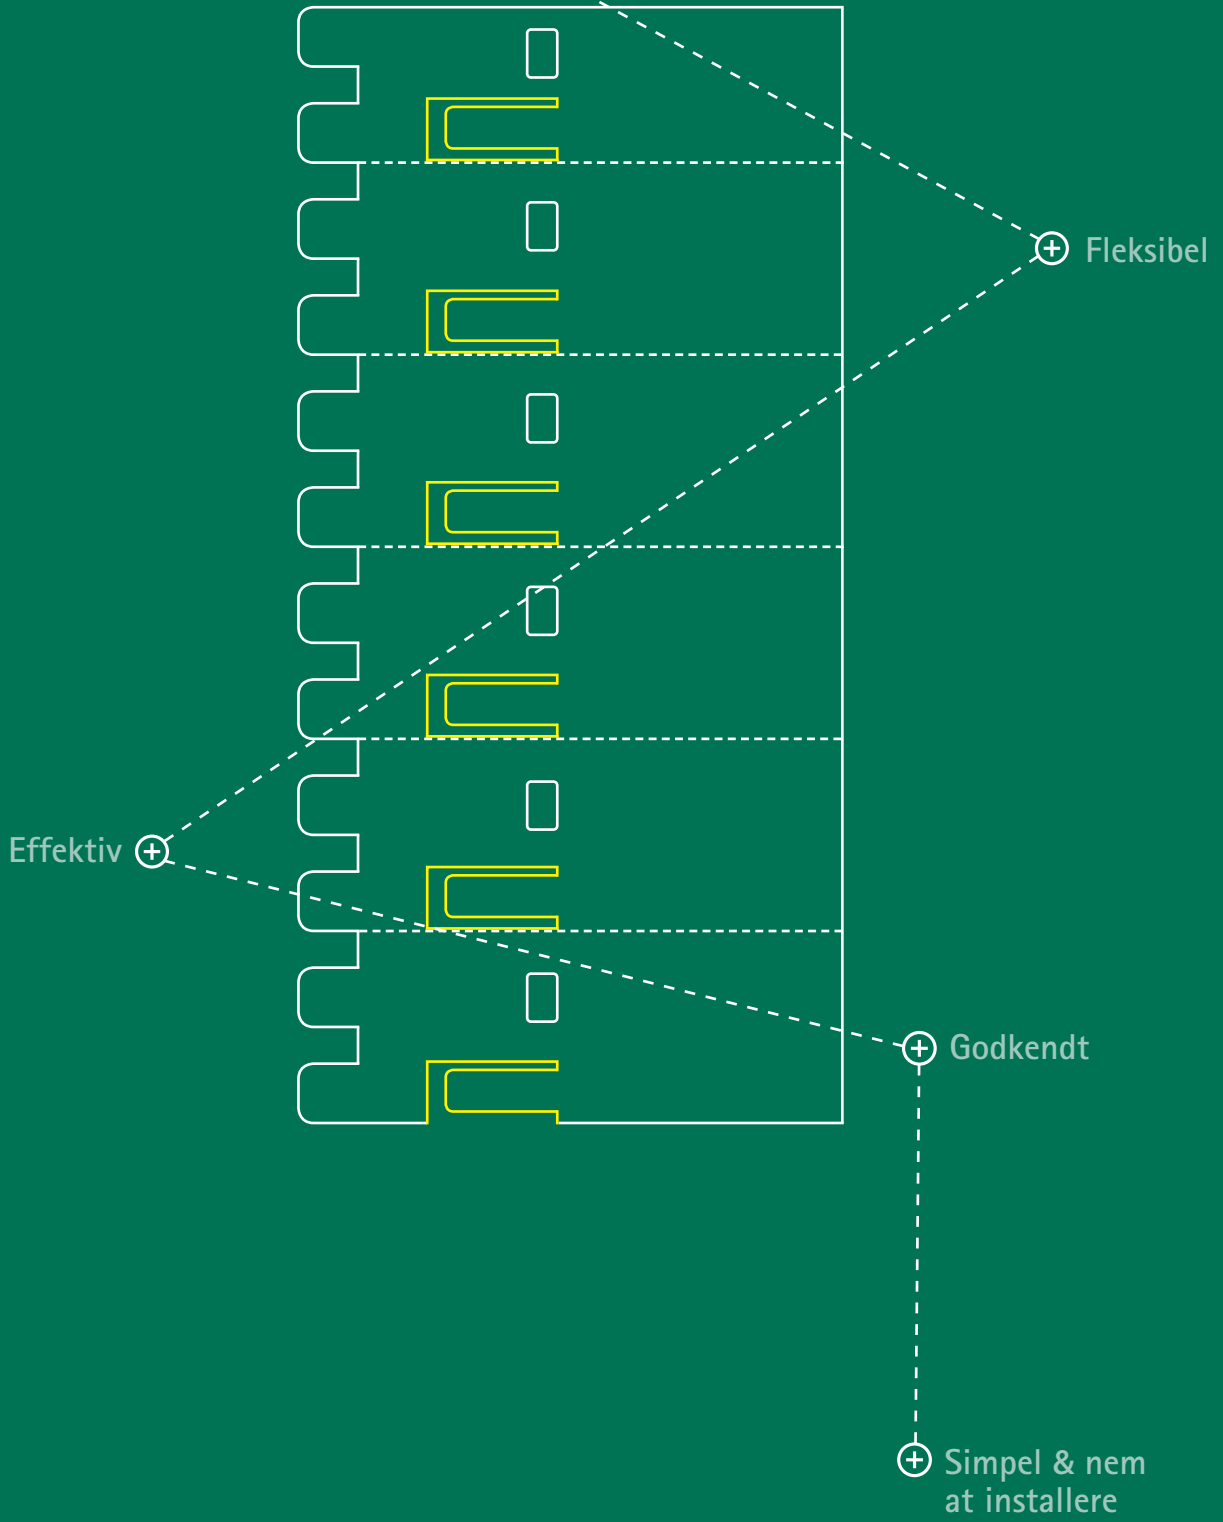 Fleksibel
Effektiv
Godkendt
Simpel & nem
at installere